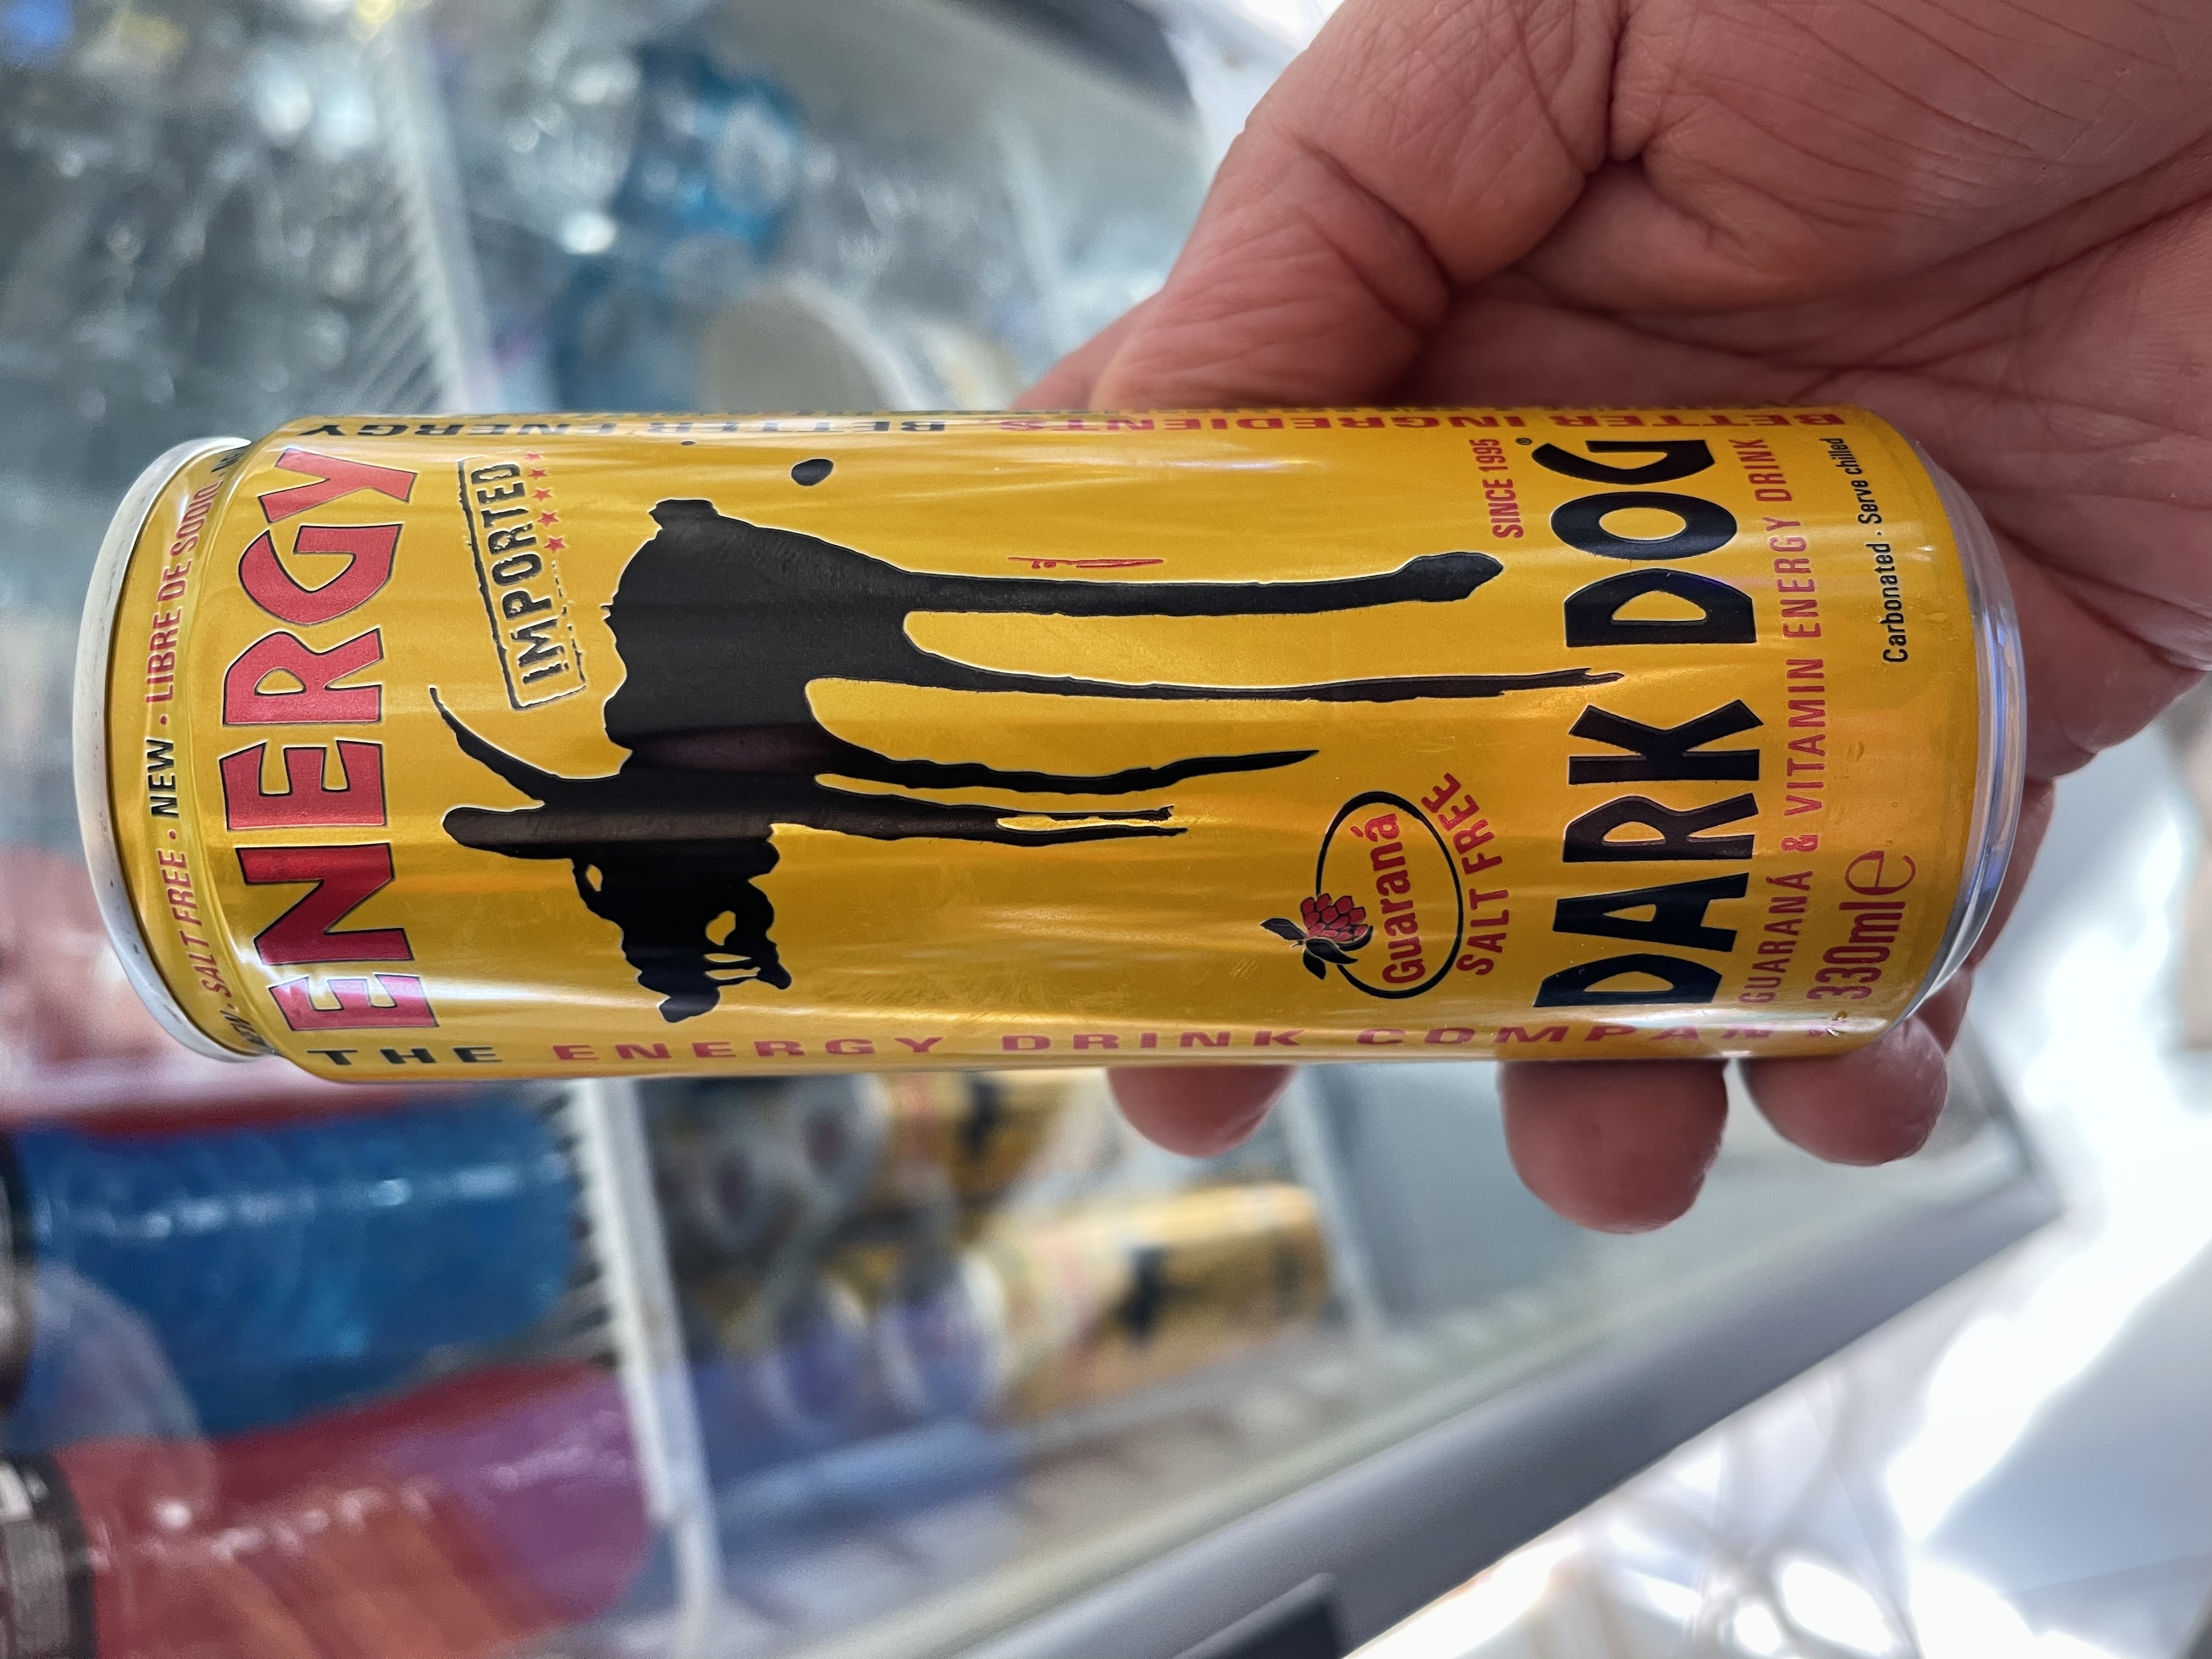 SALT FREE · NEW · LIBRE DE SODIO
ENERGY
IMPORTED
Guaraná
SALT FREE
SINCE 1995
DARK DOG®
GUARANÁ & VITAMIN ENERGY DRINK
330ml e
Carbonated · Serve chilled
THE ENERGY DRINK COMPANY
BETTER INGREDIENTS. BETTER ENERGY